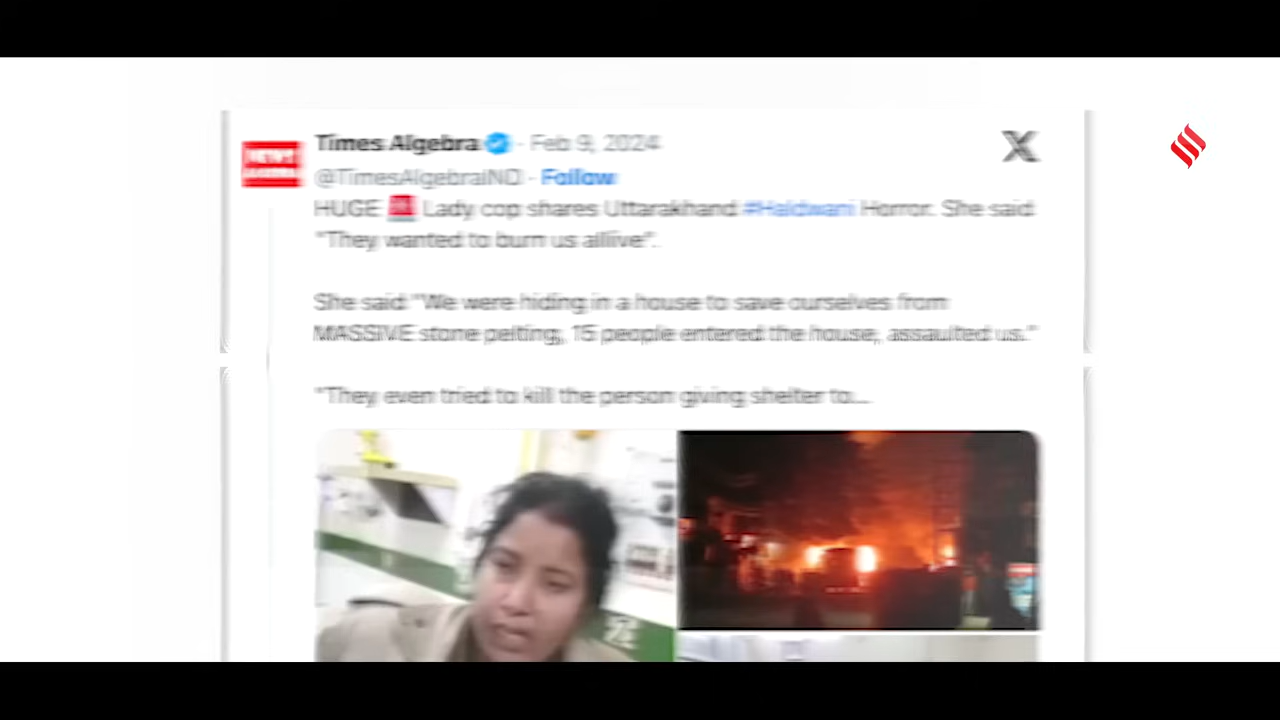 Times Algebra · Feb 9, 2024
@TimesAlgebraIND · Follow
HUGE 🚨 Lady cop shares Uttarakhand #Haldwani Horror. She said
"They wanted to burn us allive".
She said "We were hiding in a house to save ourselves from
MASSIVE stone pelting, 15 people entered the house, assaulted us."
"They even tried to kill the person giving shelter to...